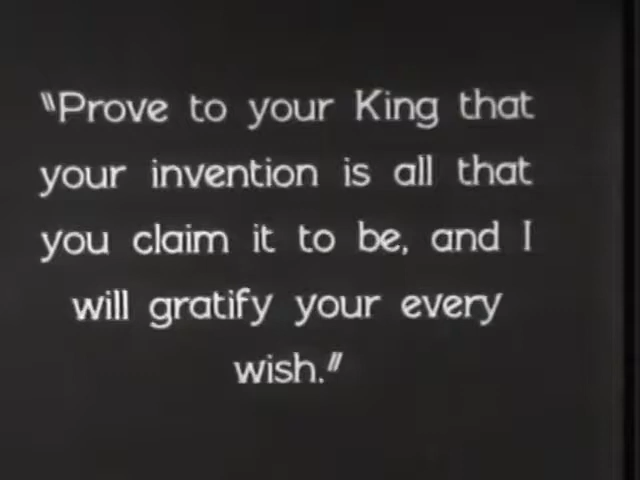 "Prove to your King that
your invention is all that
you claim it to be, and I
will gratify your every
wish."